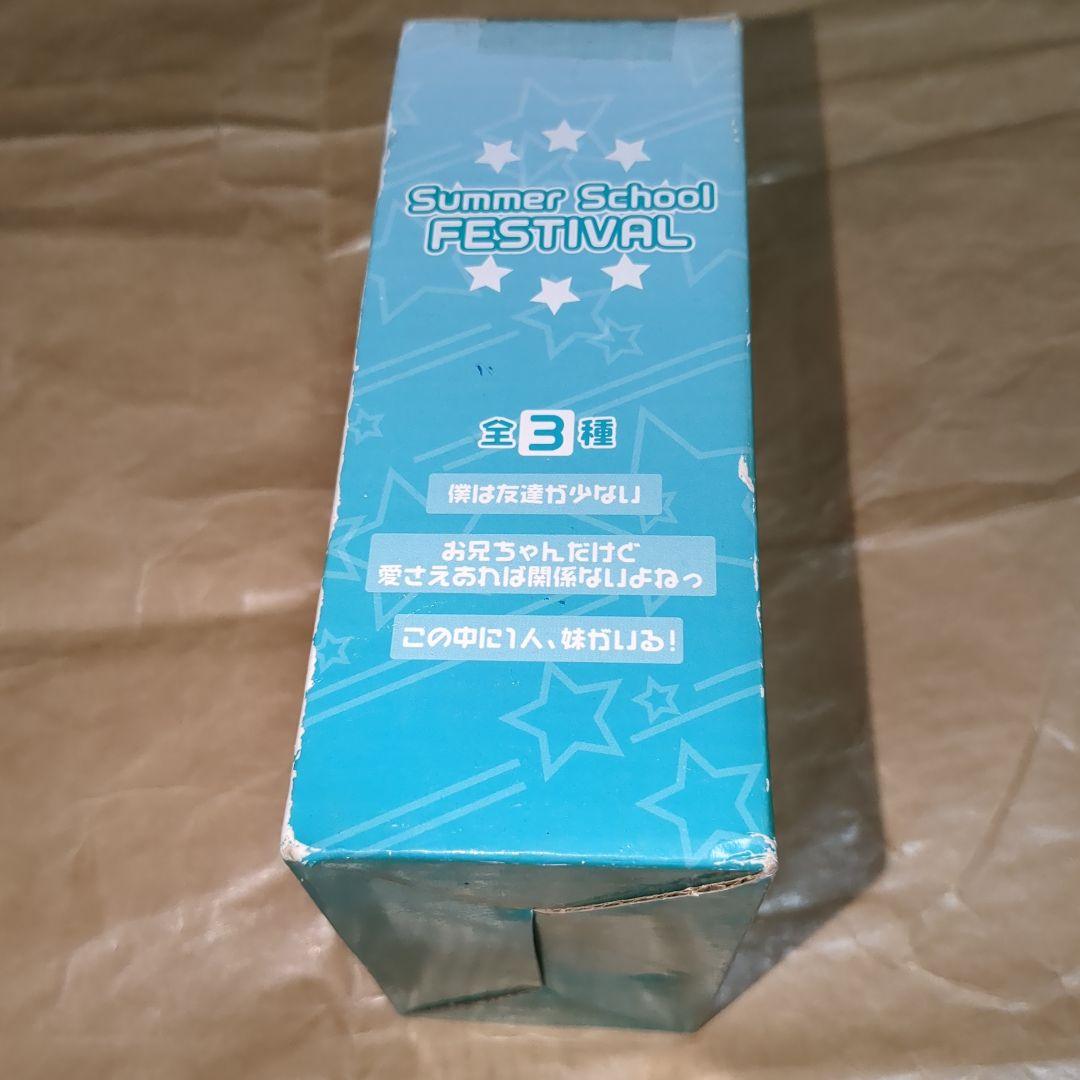 Summer School
FESTIVAL
全3種
僕は友達が少ない
お兄ちゃんだけど
愛さえあれば関係ないよねっ
この中に1人、妹がいる!